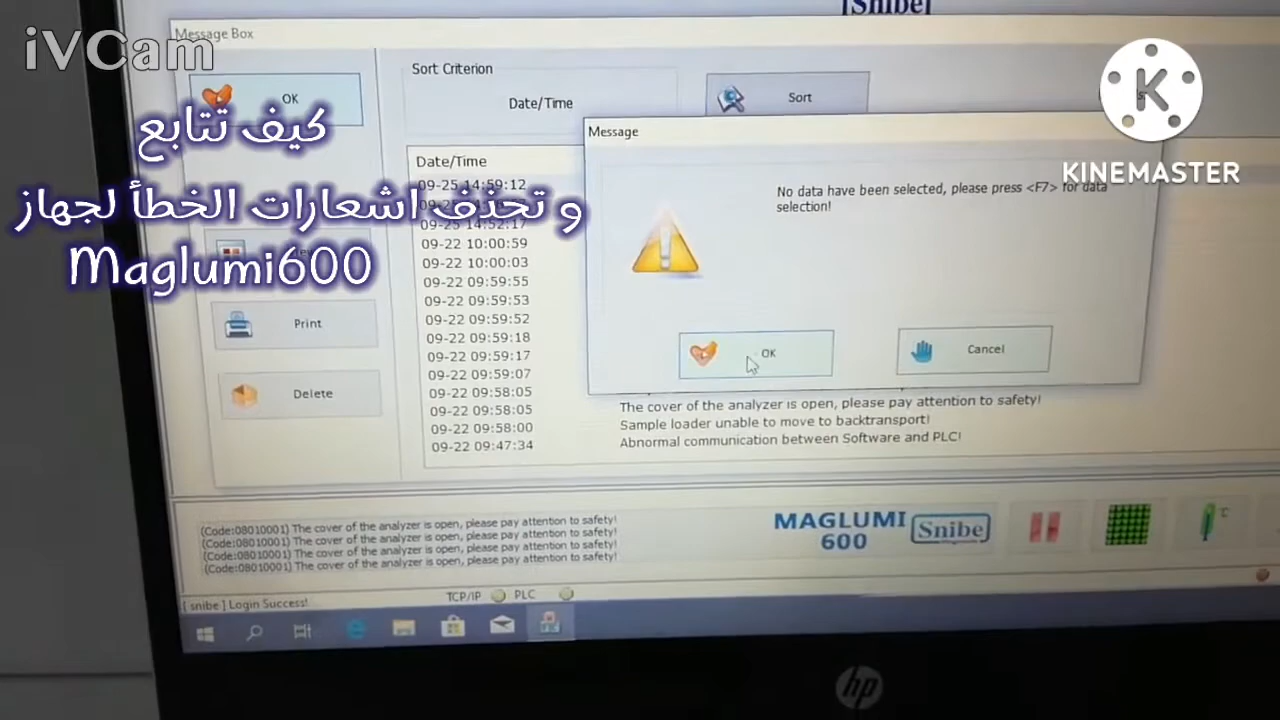 [Snibe]
iVCam
Message Box
OK
Sort Criterion
Date/Time
Sort
KINEMASTER
كيف تتابع
و تحذف اشعارات الخطأ لجهاز
Maglumi600
Message
No data have been selected, please press <F7> for data
selection!
OK
Cancel
Print
Delete
Date/Time
09-25 14:59:12
09-25 14:52:17
09-22 10:00:59
09-22 10:00:03
09-22 09:59:55
09-22 09:59:53
09-22 09:59:52
09-22 09:59:18
09-22 09:59:17
09-22 09:59:07
09-22 09:58:05
09-22 09:58:05
09-22 09:58:00
09-22 09:47:34
The cover of the analyzer is open, please pay attention to safety!
Sample loader unable to move to backtransport!
Abnormal communication between Software and PLC!
(Code:08010001) The cover of the analyzer is open, please pay attention to safety!
(Code:08010001) The cover of the analyzer is open, please pay attention to safety!
(Code:08010001) The cover of the analyzer is open, please pay attention to safety!
(Code:08010001) The cover of the analyzer is open, please pay attention to safety!
MAGLUMI
600
Snibe
°C
[ snibe ] Login Success!
TCP/IP
PLC
hp